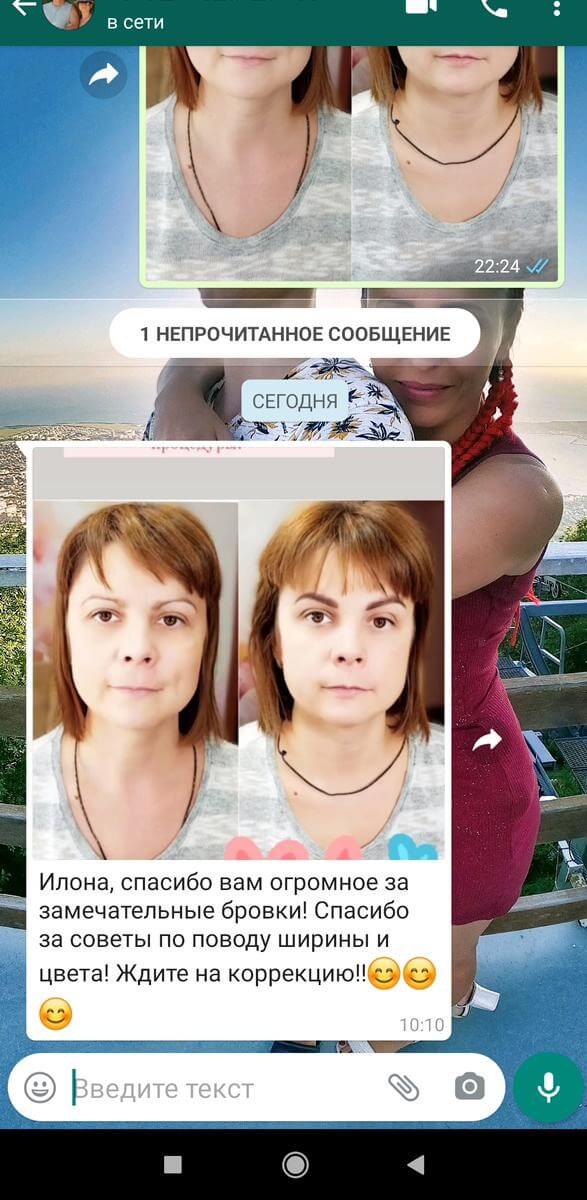 в сети
22:24
1 НЕПРОЧИТАННОЕ СООБЩЕНИЕ
СЕГОДНЯ
Илона, спасибо вам огромное за
замечательные бровки! Спасибо
за советы по поводу ширины и
цвета! Ждите на коррекцию!!😊😊
😊
10:10
Введите текст